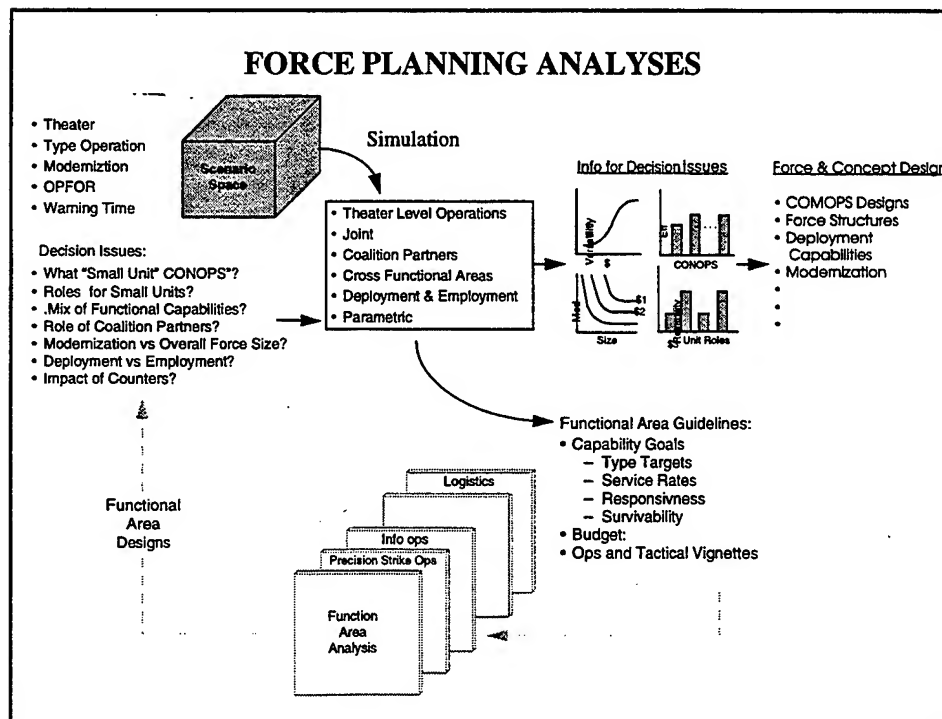 FORCE PLANNING ANALYSES
• Theater
• Type Operation
• Moderniztion
• OPFOR
• Warning Time
Scenario
Space
Simulation
Decision Issues:
• What "Small Unit" CONOPS"?
• Roles for Small Units?
• .Mix of Functional Capabilities?
• Role of Coalition Partners?
• Modernization vs Overall Force Size?
• Deployment vs Employment?
• Impact of Counters?
• Theater Level Operations
• Joint
• Coalition Partners
• Cross Functional Areas
• Deployment & Employment
• Parametric
Info for Decision Issues
$
Eff
CONOPS
Mod
$1
Size
Unit Roles
Force & Concept Design
• COMOPS Designs
• Force Structures
• Deployment
Capabilities
• Modernization
•
•
•
Functional Area Guidelines:
• Capability Goals
– Type Targets
– Service Rates
– Responsivness
– Survivability
• Budget:
• Ops and Tactical Vignettes
Functional
Area
Designs
Logistics
Info ops
Precision Strike Ops
Function
Area
Analysis